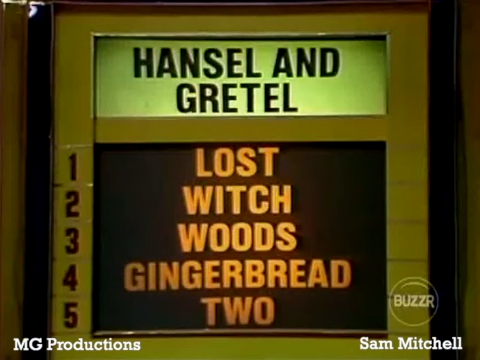 HANSEL AND
GRETEL
1 LOST
2 WITCH
3 WOODS
4 GINGERBREAD
5 TWO
BUZZR
MG Productions
Sam Mitchell